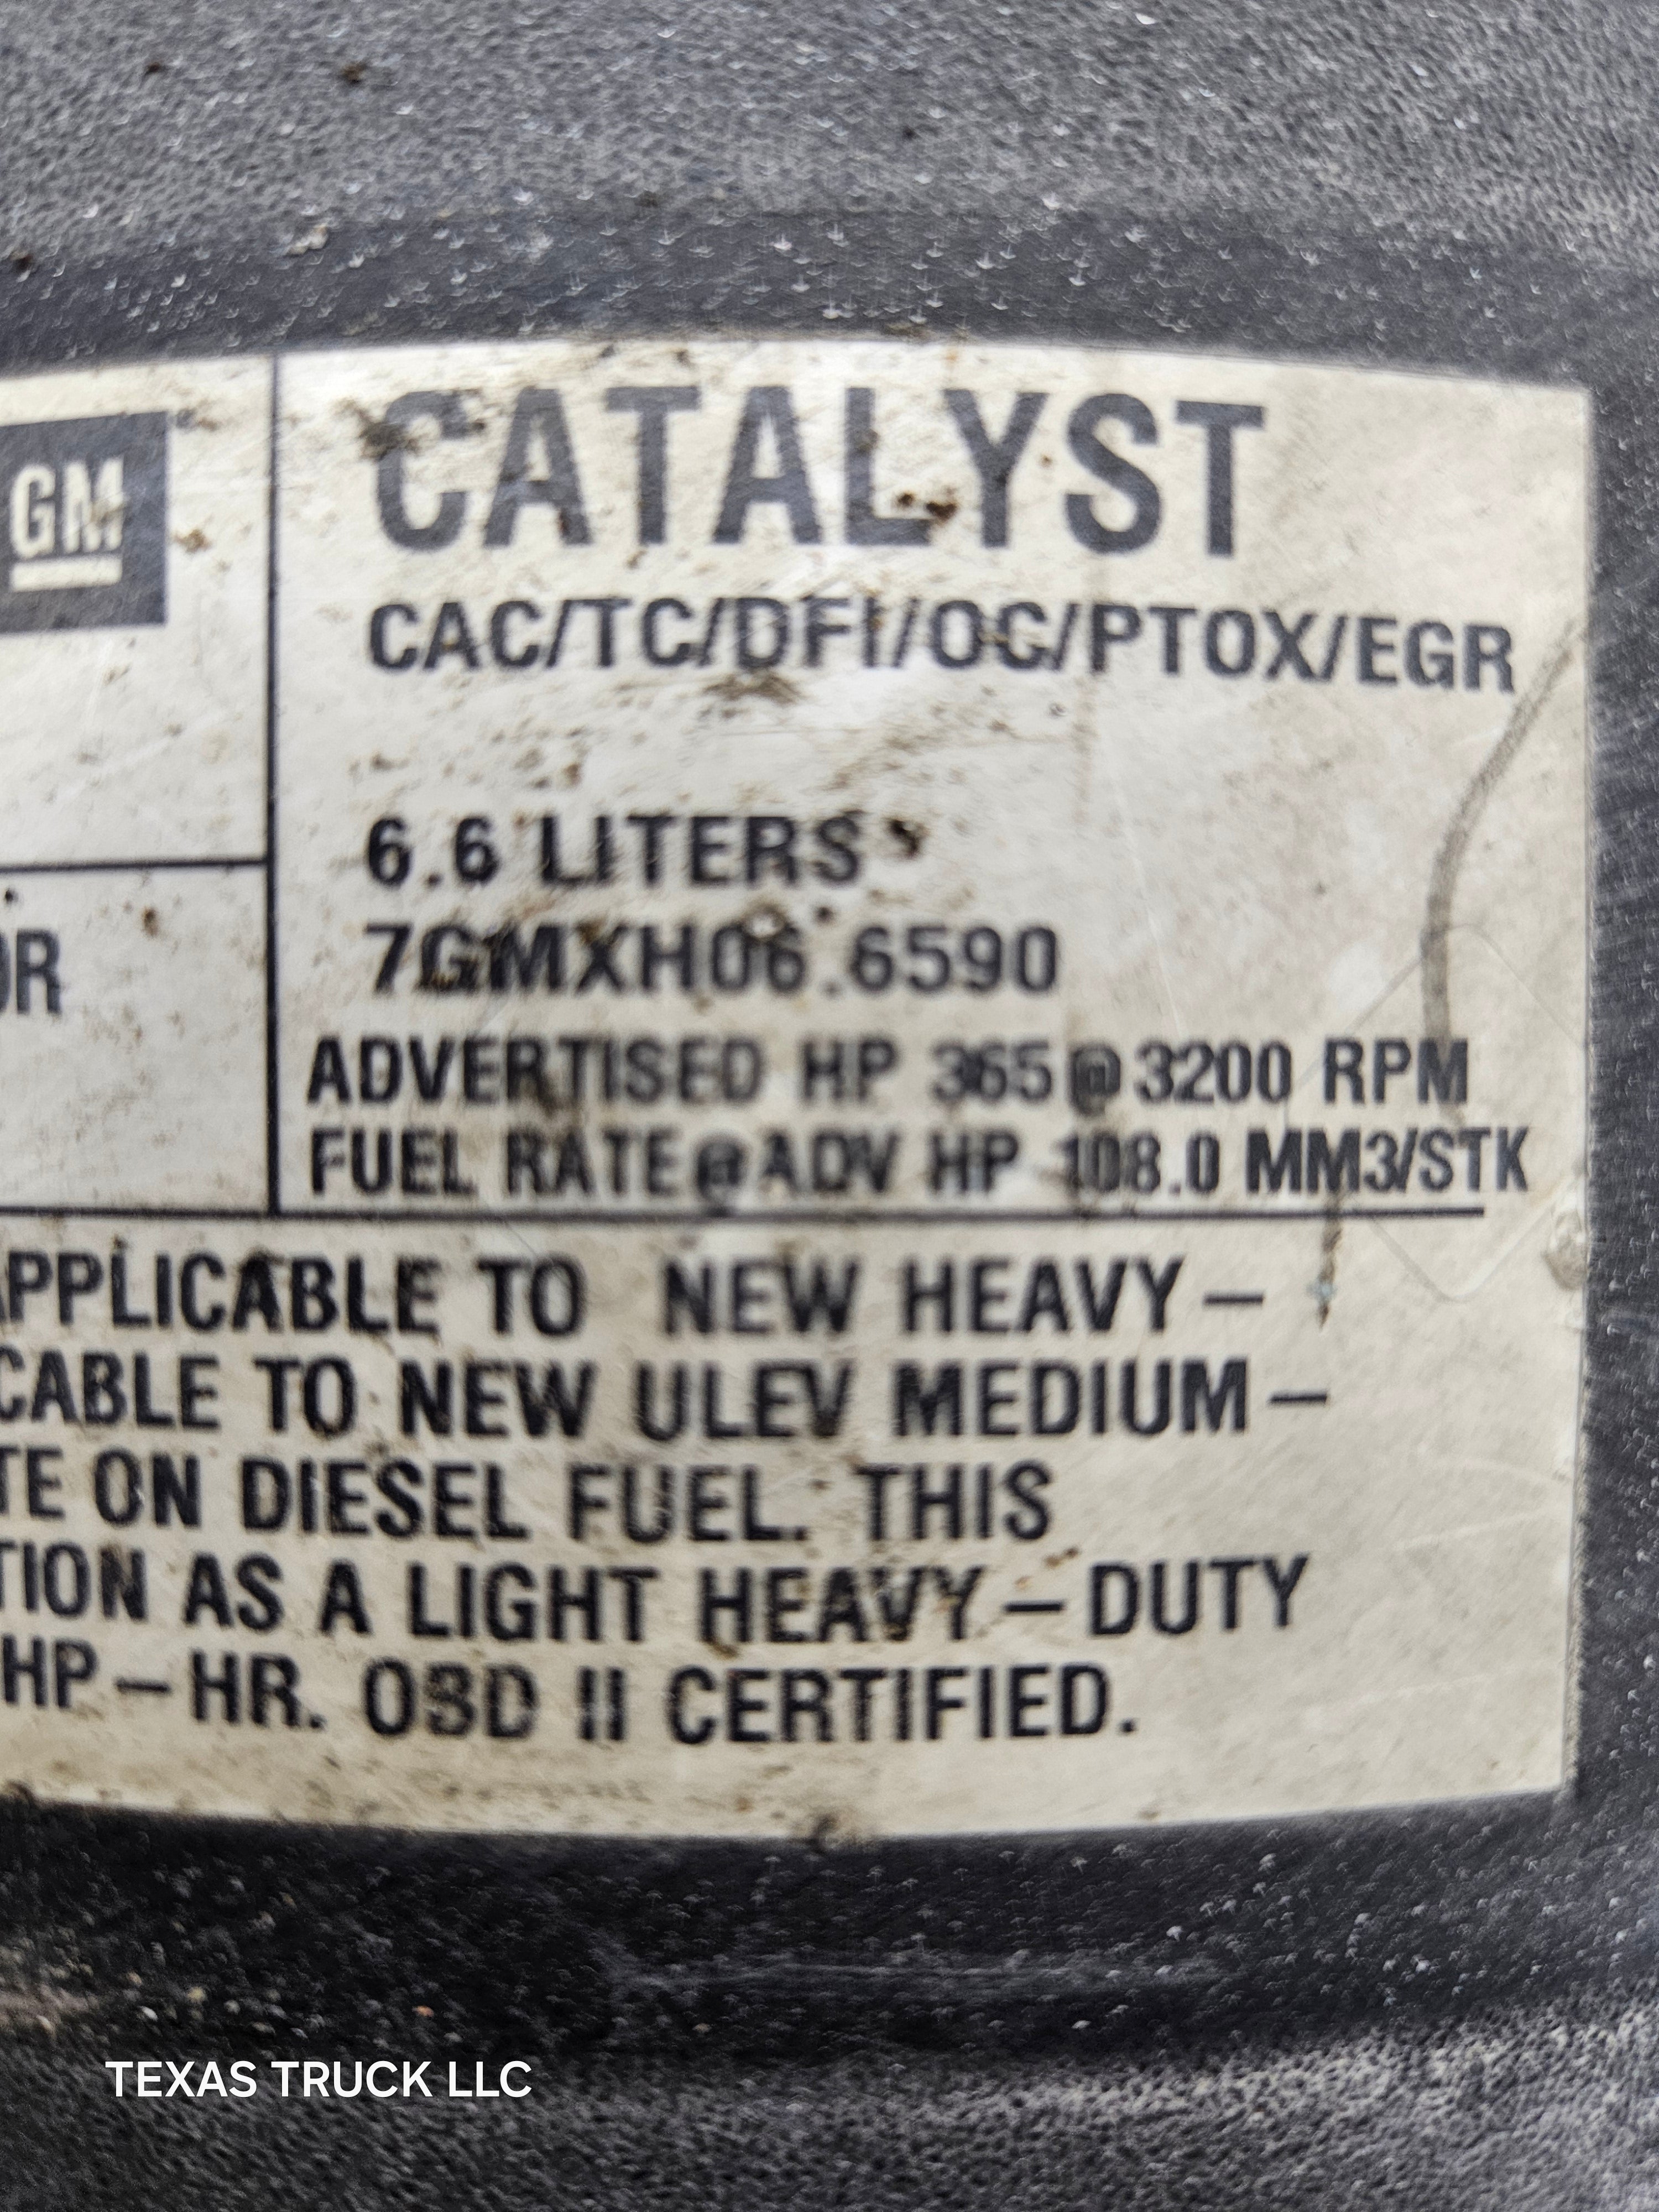 GM
CATALYST
CAC/TC/DFI/OC/PTOX/EGR
6.6 LITERS
7GMXH06.6590
ADVERTISED HP 365@3200 RPM
FUEL RATE@ADV HP 108.0 MM3/STK
OR
APPLICABLE TO NEW HEAVY-
CABLE TO NEW ULEV MEDIUM-
TE ON DIESEL FUEL. THIS
TION AS A LIGHT HEAVY-DUTY
HP-HR. OBD II CERTIFIED.
TEXAS TRUCK LLC